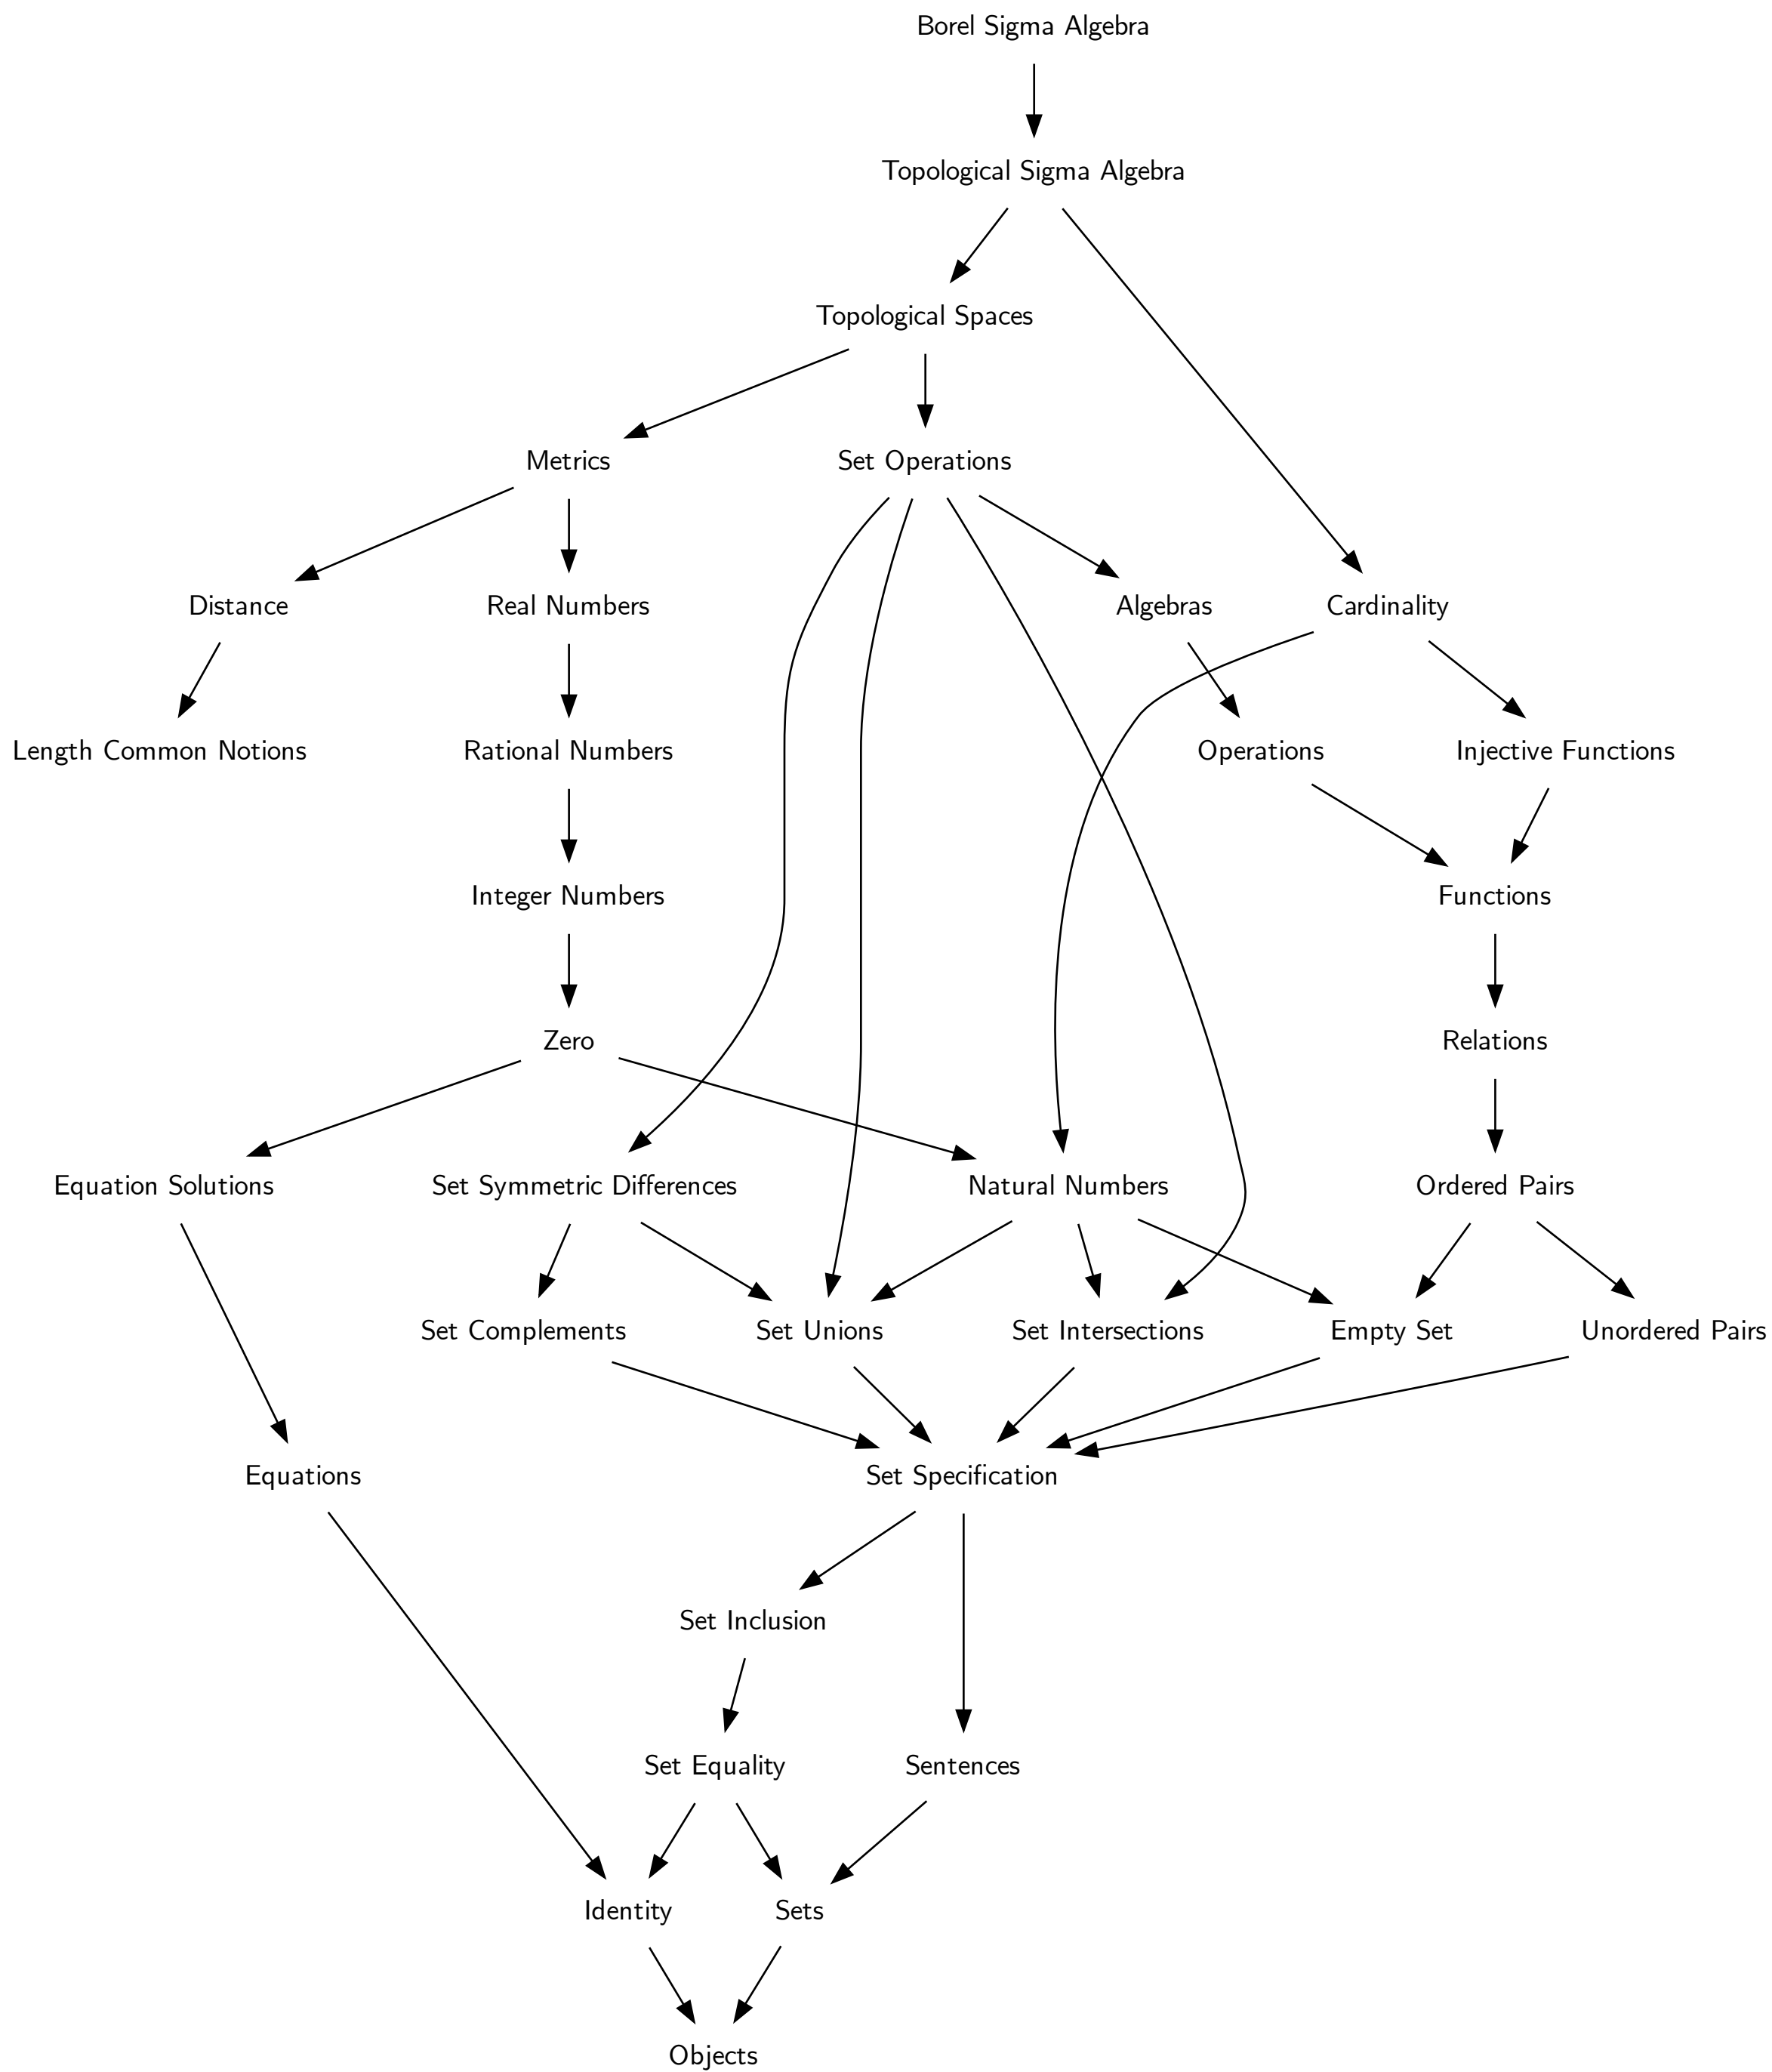 Borel Sigma Algebra
Topological Sigma Algebra
Topological Spaces
Metrics
Set Operations
Distance
Real Numbers
Algebras
Cardinality
Length Common Notions
Rational Numbers
Operations
Injective Functions
Integer Numbers
Functions
Zero
Relations
Equation Solutions
Set Symmetric Differences
Natural Numbers
Ordered Pairs
Set Complements
Set Unions
Set Intersections
Empty Set
Unordered Pairs
Equations
Set Specification
Set Inclusion
Set Equality
Sentences
Identity
Sets
Objects